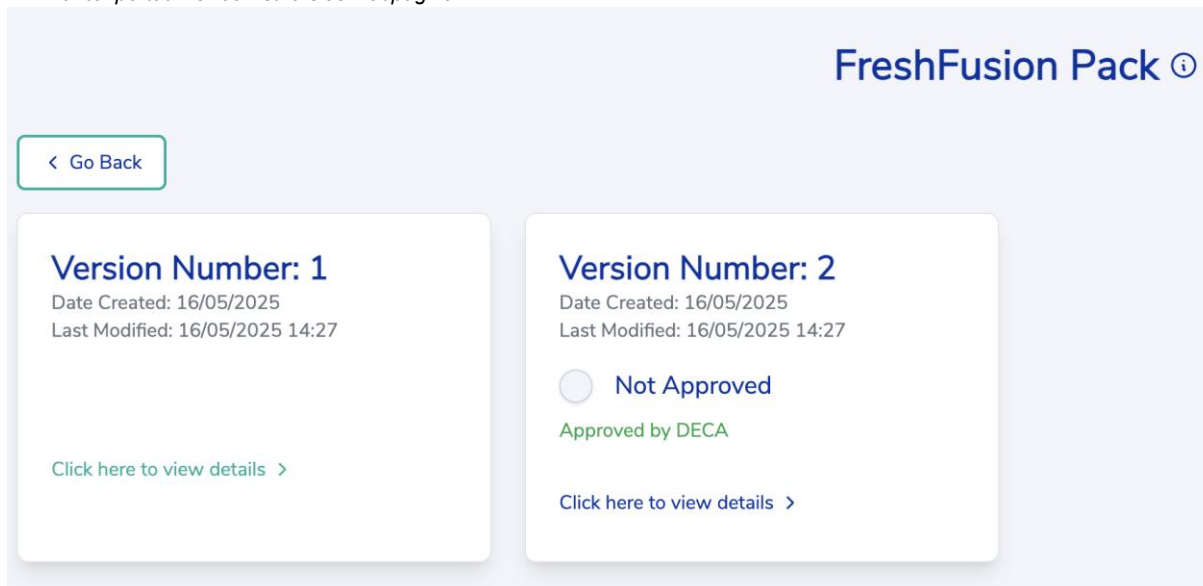 FreshFusion Pack
Go Back
Version Number: 1
Date Created: 16/05/2025
Last Modified: 16/05/2025 14:27
Click here to view details >
Version Number: 2
Date Created: 16/05/2025
Last Modified: 16/05/2025 14:27
Not Approved
Approved by DECA
Click here to view details >